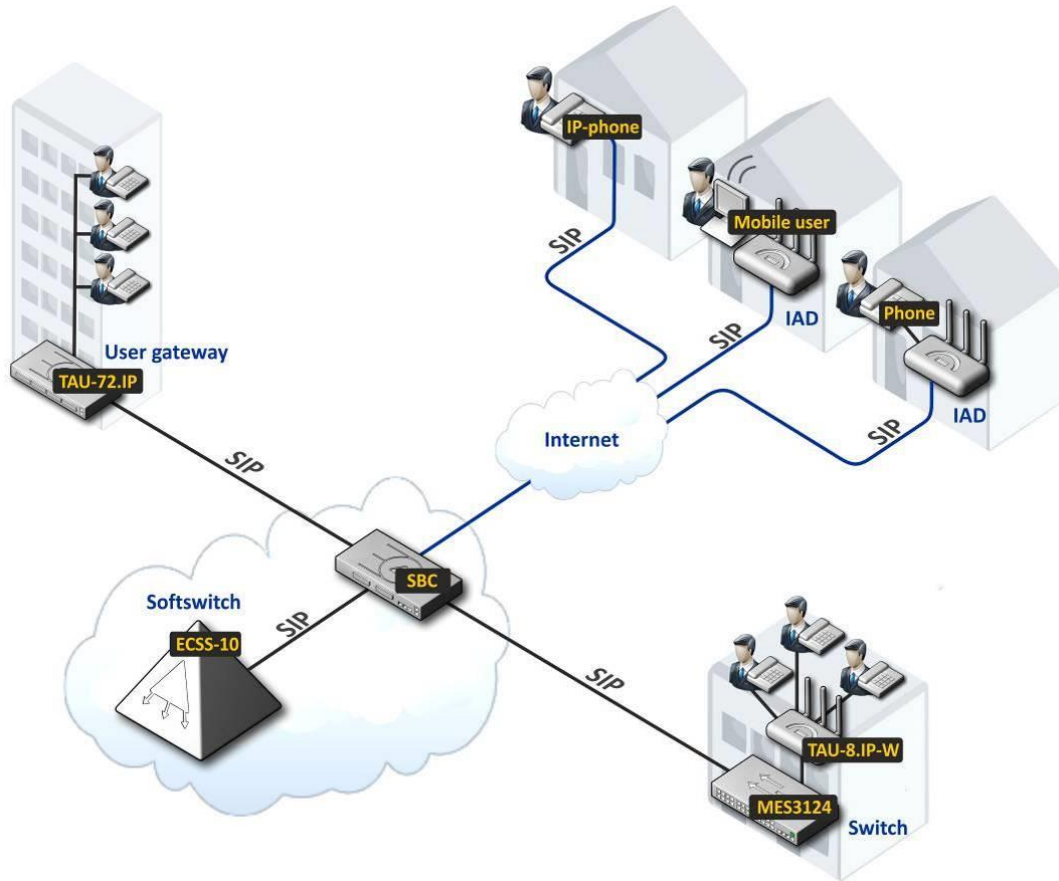 IP-phone
SIP
Mobile user
IAD
SIP
Phone
IAD
SIP
User gateway
TAU-72.IP
SIP
Internet
SBC
Softswitch
ECSS-10
SIP
SIP
TAU-8.IP-W
MES3124
Switch